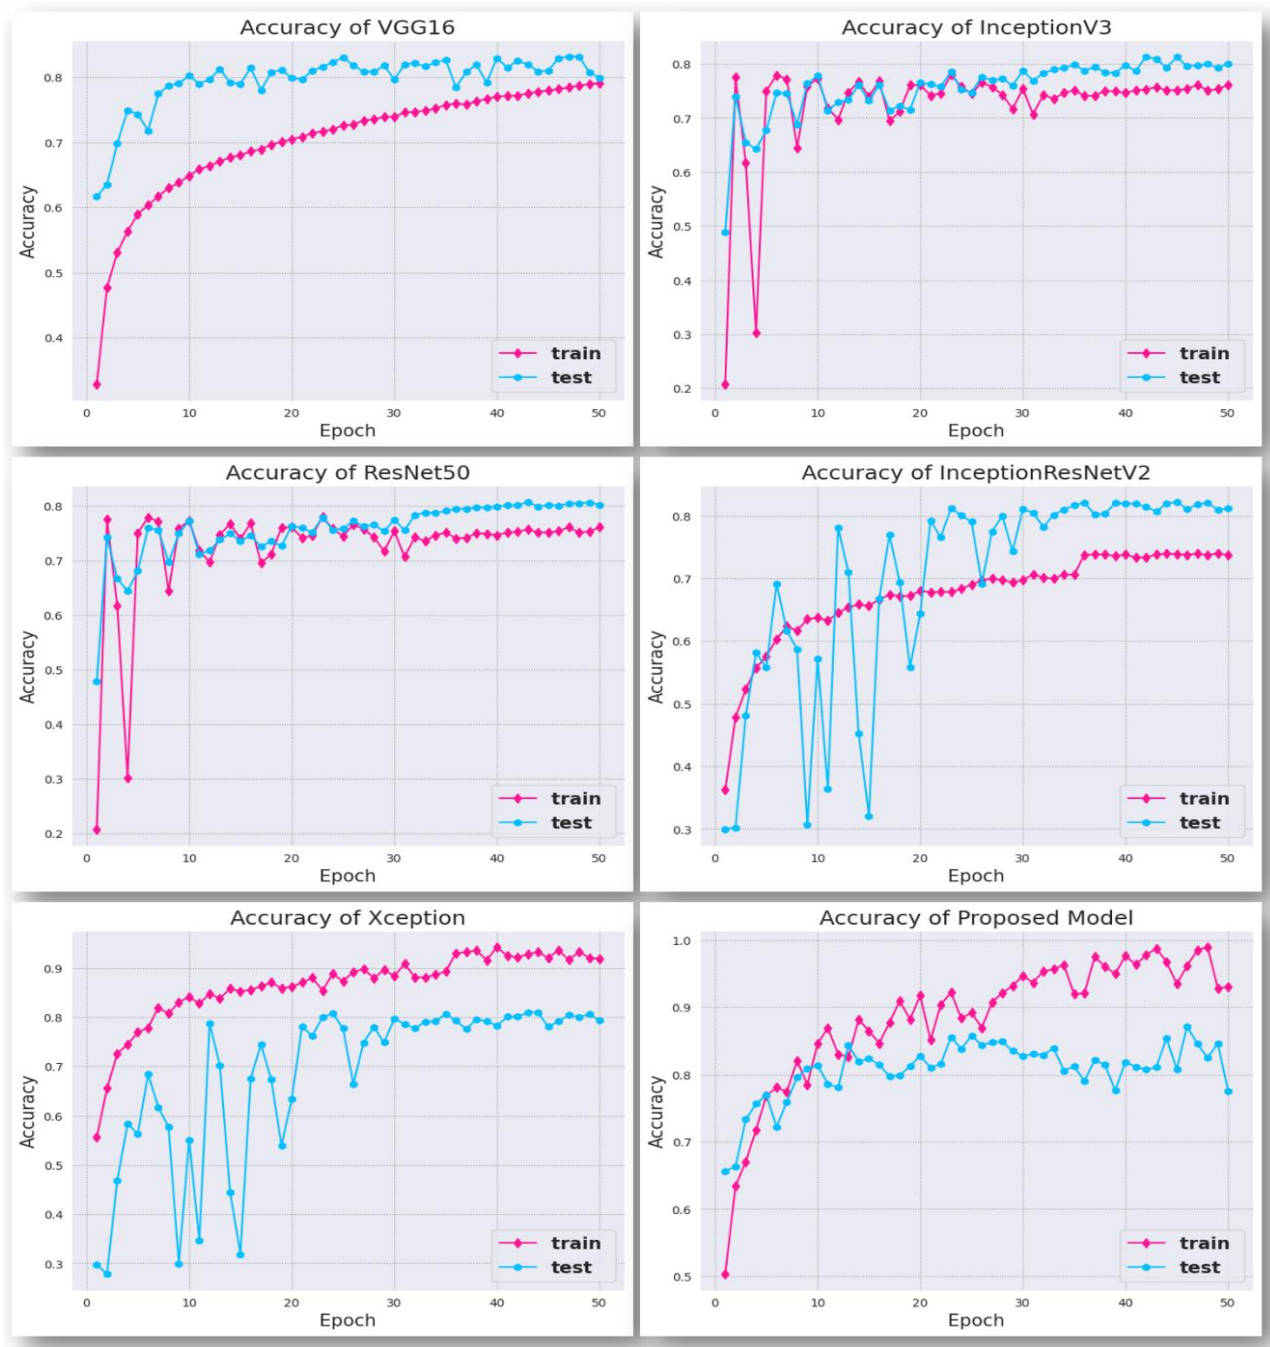 Accuracy of VGG16
0.8
0.7
0.6
0.5
0.4
Accuracy
train
test
0 10 20 30 40 50
Epoch
Accuracy of InceptionV3
0.8
0.7
0.6
0.5
0.4
0.3
0.2
Accuracy
train
test
0 10 20 30 40 50
Epoch
Accuracy of ResNet50
0.8
0.7
0.6
0.5
0.4
0.3
0.2
Accuracy
train
test
0 10 20 30 40 50
Epoch
Accuracy of InceptionResNetV2
0.8
0.7
0.6
0.5
0.4
0.3
Accuracy
train
test
0 10 20 30 40 50
Epoch
Accuracy of Xception
0.9
0.8
0.7
0.6
0.5
0.4
0.3
Accuracy
train
test
0 10 20 30 40 50
Epoch
Accuracy of Proposed Model
1.0
0.9
0.8
0.7
0.6
0.5
Accuracy
train
test
0 10 20 30 40 50
Epoch